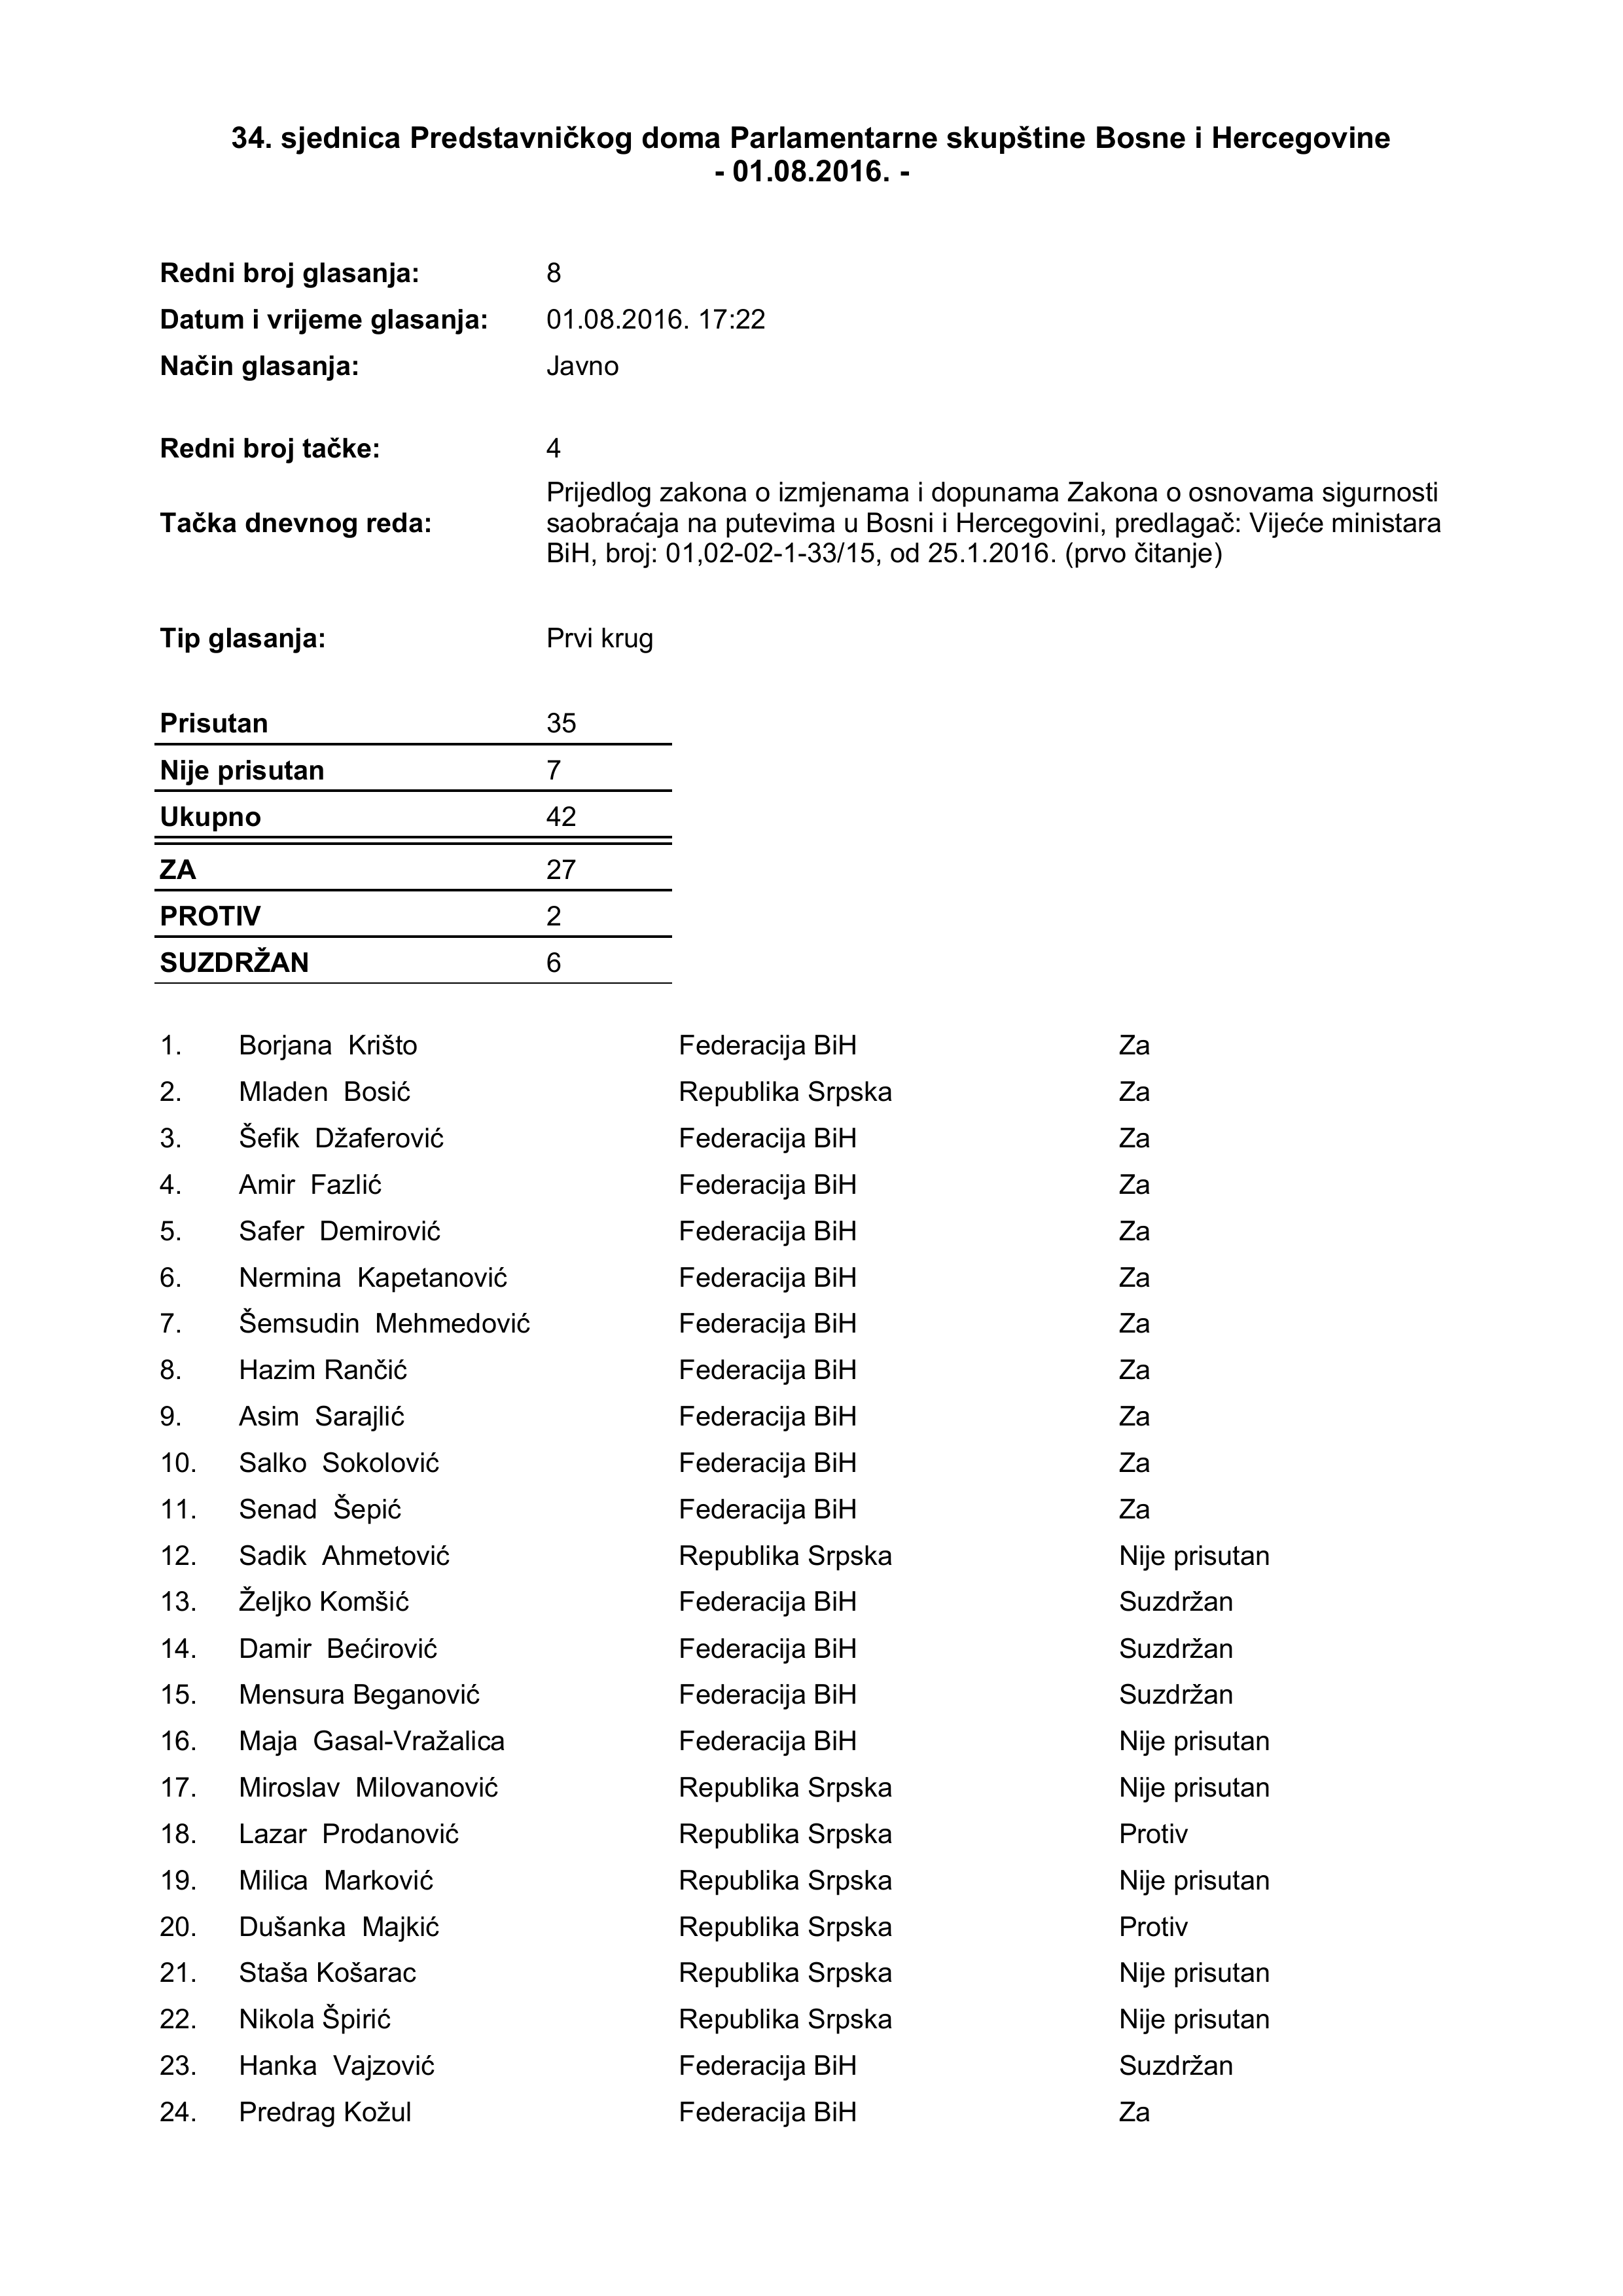 34. sjednica Predstavničkog doma Parlamentarne skupštine Bosne i Hercegovine
- 01.08.2016. -
Redni broj glasanja: 8
Datum i vrijeme glasanja: 01.08.2016. 17:22
Način glasanja: Javno
Redni broj tačke: 4
Tačka dnevnog reda: Prijedlog zakona o izmjenama i dopunama Zakona o osnovama sigurnosti
saobraćaja na putevima u Bosni i Hercegovini, predlagač: Vijeće ministara
BiH, broj: 01,02-02-1-33/15, od 25.1.2016. (prvo čitanje)
Tip glasanja: Prvi krug
Prisutan 35
Nije prisutan 7
Ukupno 42
ZA 27
PROTIV 2
SUZDRŽAN 6
1. Borjana Krišto Federacija BiH Za
2. Mladen Bosić Republika Srpska Za
3. Šefik Džaferović Federacija BiH Za
4. Amir Fazlić Federacija BiH Za
5. Safer Demirović Federacija BiH Za
6. Nermina Kapetanović Federacija BiH Za
7. Šemsudin Mehmedović Federacija BiH Za
8. Hazim Rančić Federacija BiH Za
9. Asim Sarajlić Federacija BiH Za
10. Salko Sokolović Federacija BiH Za
11. Senad Šepić Federacija BiH Za
12. Sadik Ahmetović Republika Srpska Nije prisutan
13. Željko Komšić Federacija BiH Suzdržan
14. Damir Bećirović Federacija BiH Suzdržan
15. Mensura Beganović Federacija BiH Suzdržan
16. Maja Gasal-Vražalica Federacija BiH Nije prisutan
17. Miroslav Milovanović Republika Srpska Nije prisutan
18. Lazar Prodanović Republika Srpska Protiv
19. Milica Marković Republika Srpska Nije prisutan
20. Dušanka Majkić Republika Srpska Protiv
21. Staša Košarac Republika Srpska Nije prisutan
22. Nikola Špirić Republika Srpska Nije prisutan
23. Hanka Vajzović Federacija BiH Suzdržan
24. Predrag Kožul Federacija BiH Za